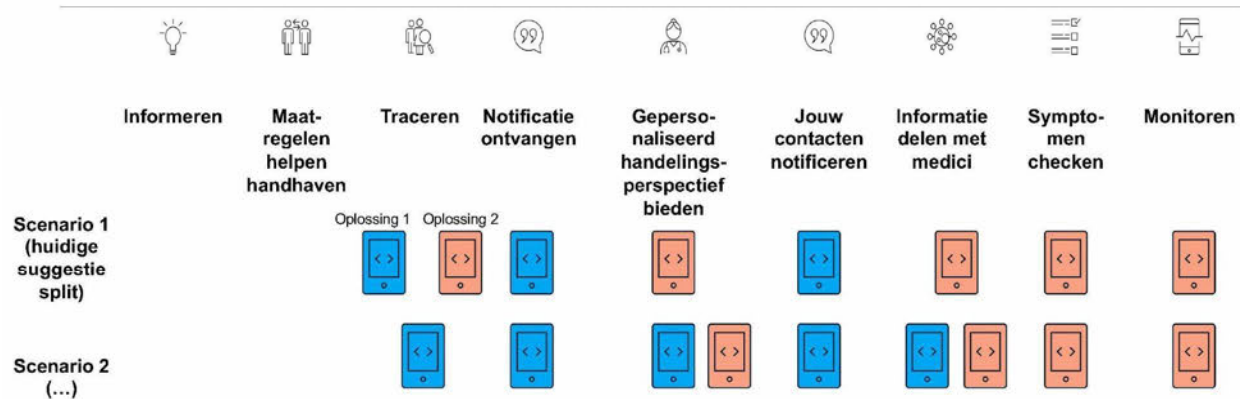 Informeren
Maat-
regelen
helpen
handhaven
Traceren
Notificatie
ontvangen
Geperso-
naliseerd
handelings-
perspectief
bieden
Jouw
contacten
notificeren
Informatie
delen met
medici
Sympto-
men
checken
Monitoren
Scenario 1
(huidige
suggestie
split)
Oplossing 1
Oplossing 2
Scenario 2
(...)